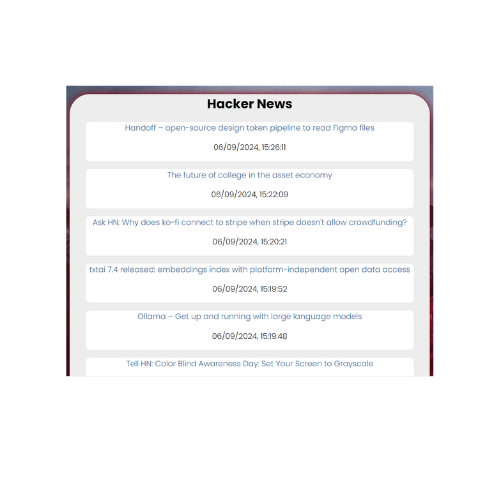 Hacker News
Handoff – open-source design token pipeline to read Figma files
06/09/2024, 15:26:11
The future of college in the asset economy
06/09/2024, 15:22:09
Ask HN: Why does ko-fi connect to stripe when stripe doesn't allow crowdfunding?
06/09/2024, 15:20:21
txtai 7.4 released: embeddings index with platform-independent open data access
06/09/2024, 15:19:52
Ollama – Get up and running with large language models
06/09/2024, 15:19:48
Tell HN: Color Blind Awareness Day: Set Your Screen to Grayscale